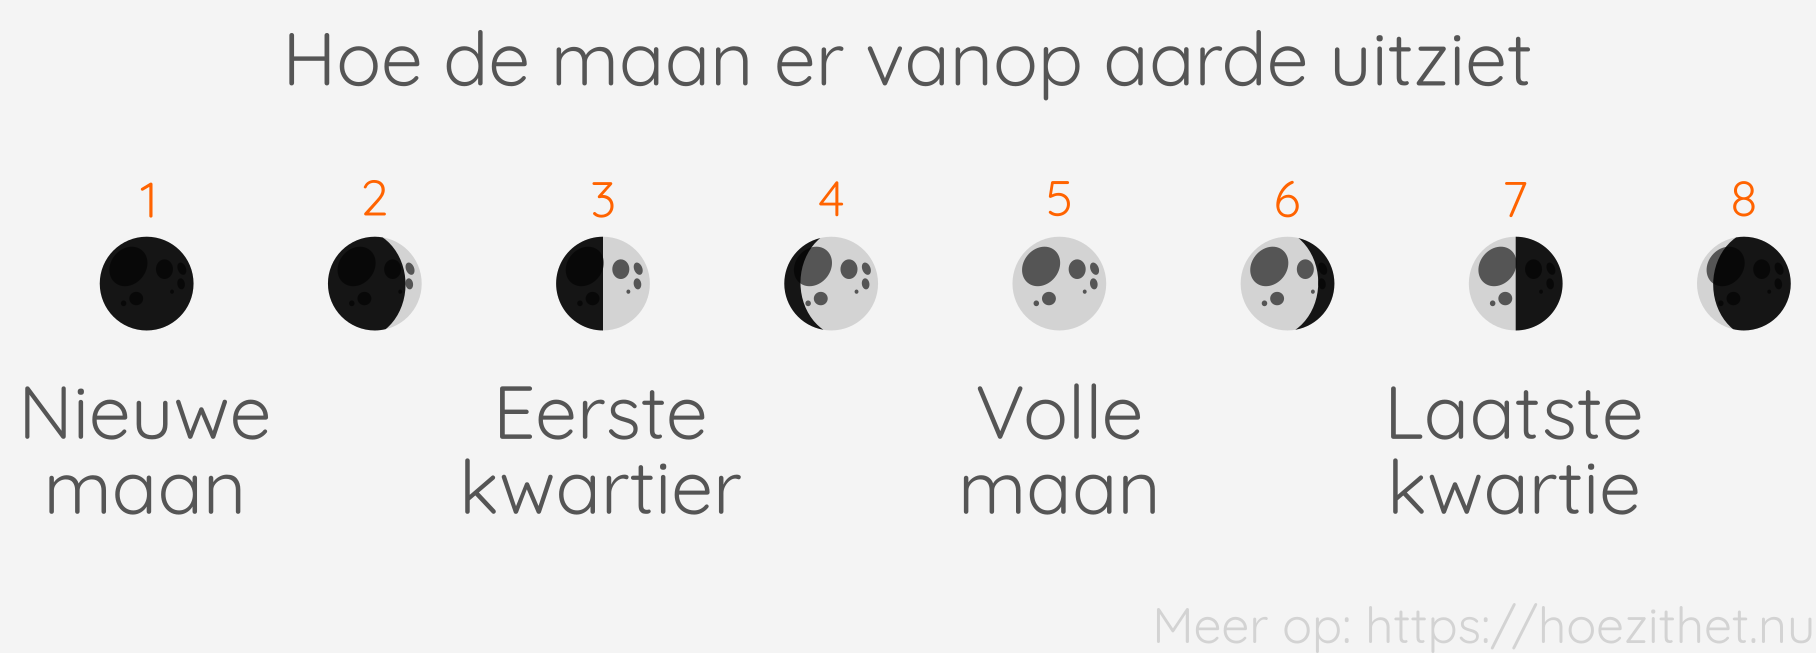 Hoe de maan er vanop aarde uitziet
1 2 3 4 5 6 7 8
Nieuwe maan
Eerste kwartier
Volle maan
Laatste kwartie
Meer op: https://hoezithet.nu